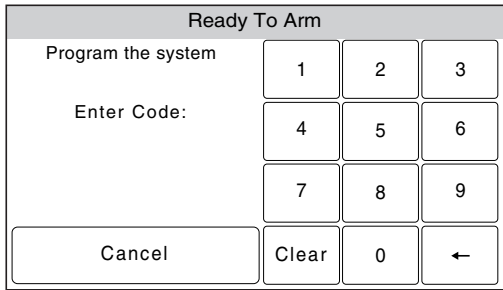 Ready To Arm
Program the system
1 2 3
Enter Code:
4 5 6
7 8 9
Cancel
Clear 0 ←